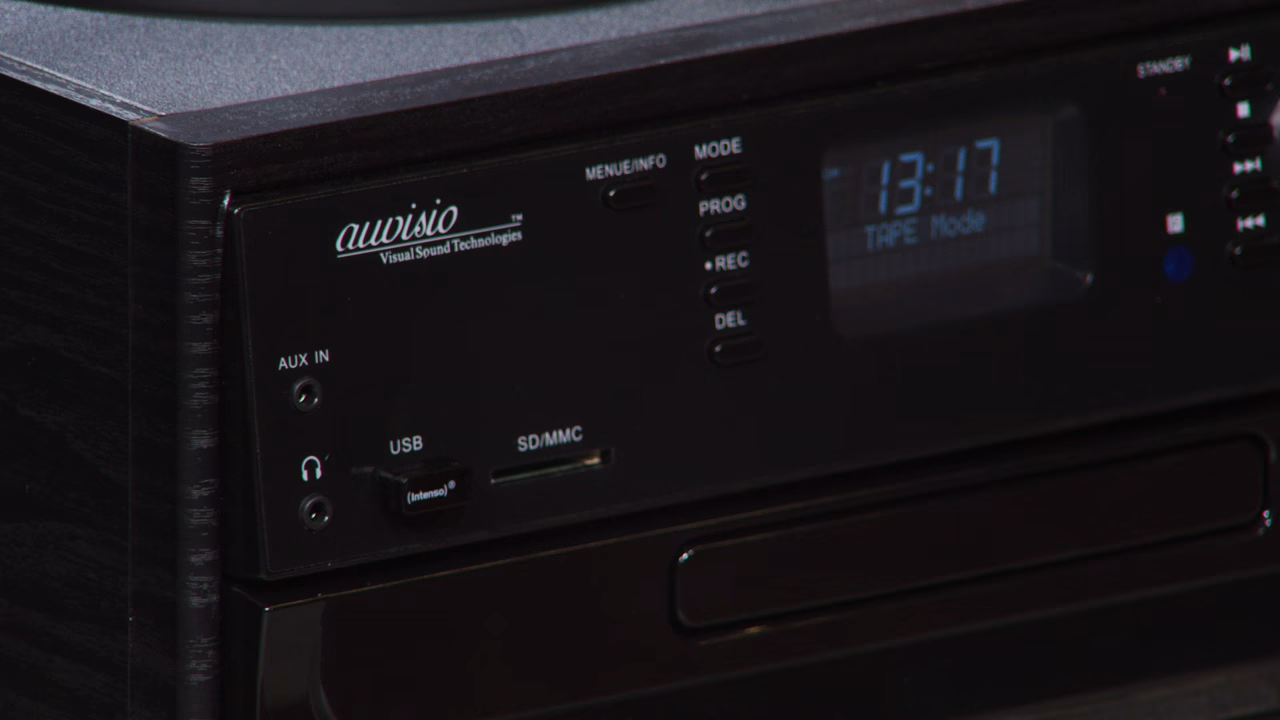 STANDBY
MODE
MENUE/INFO
13:17
TAPE Mode
PROG
auvisio™
Visual Sound Technologies
•REC
DEL
AUX IN
USB
SD/MMC
(intenso)®